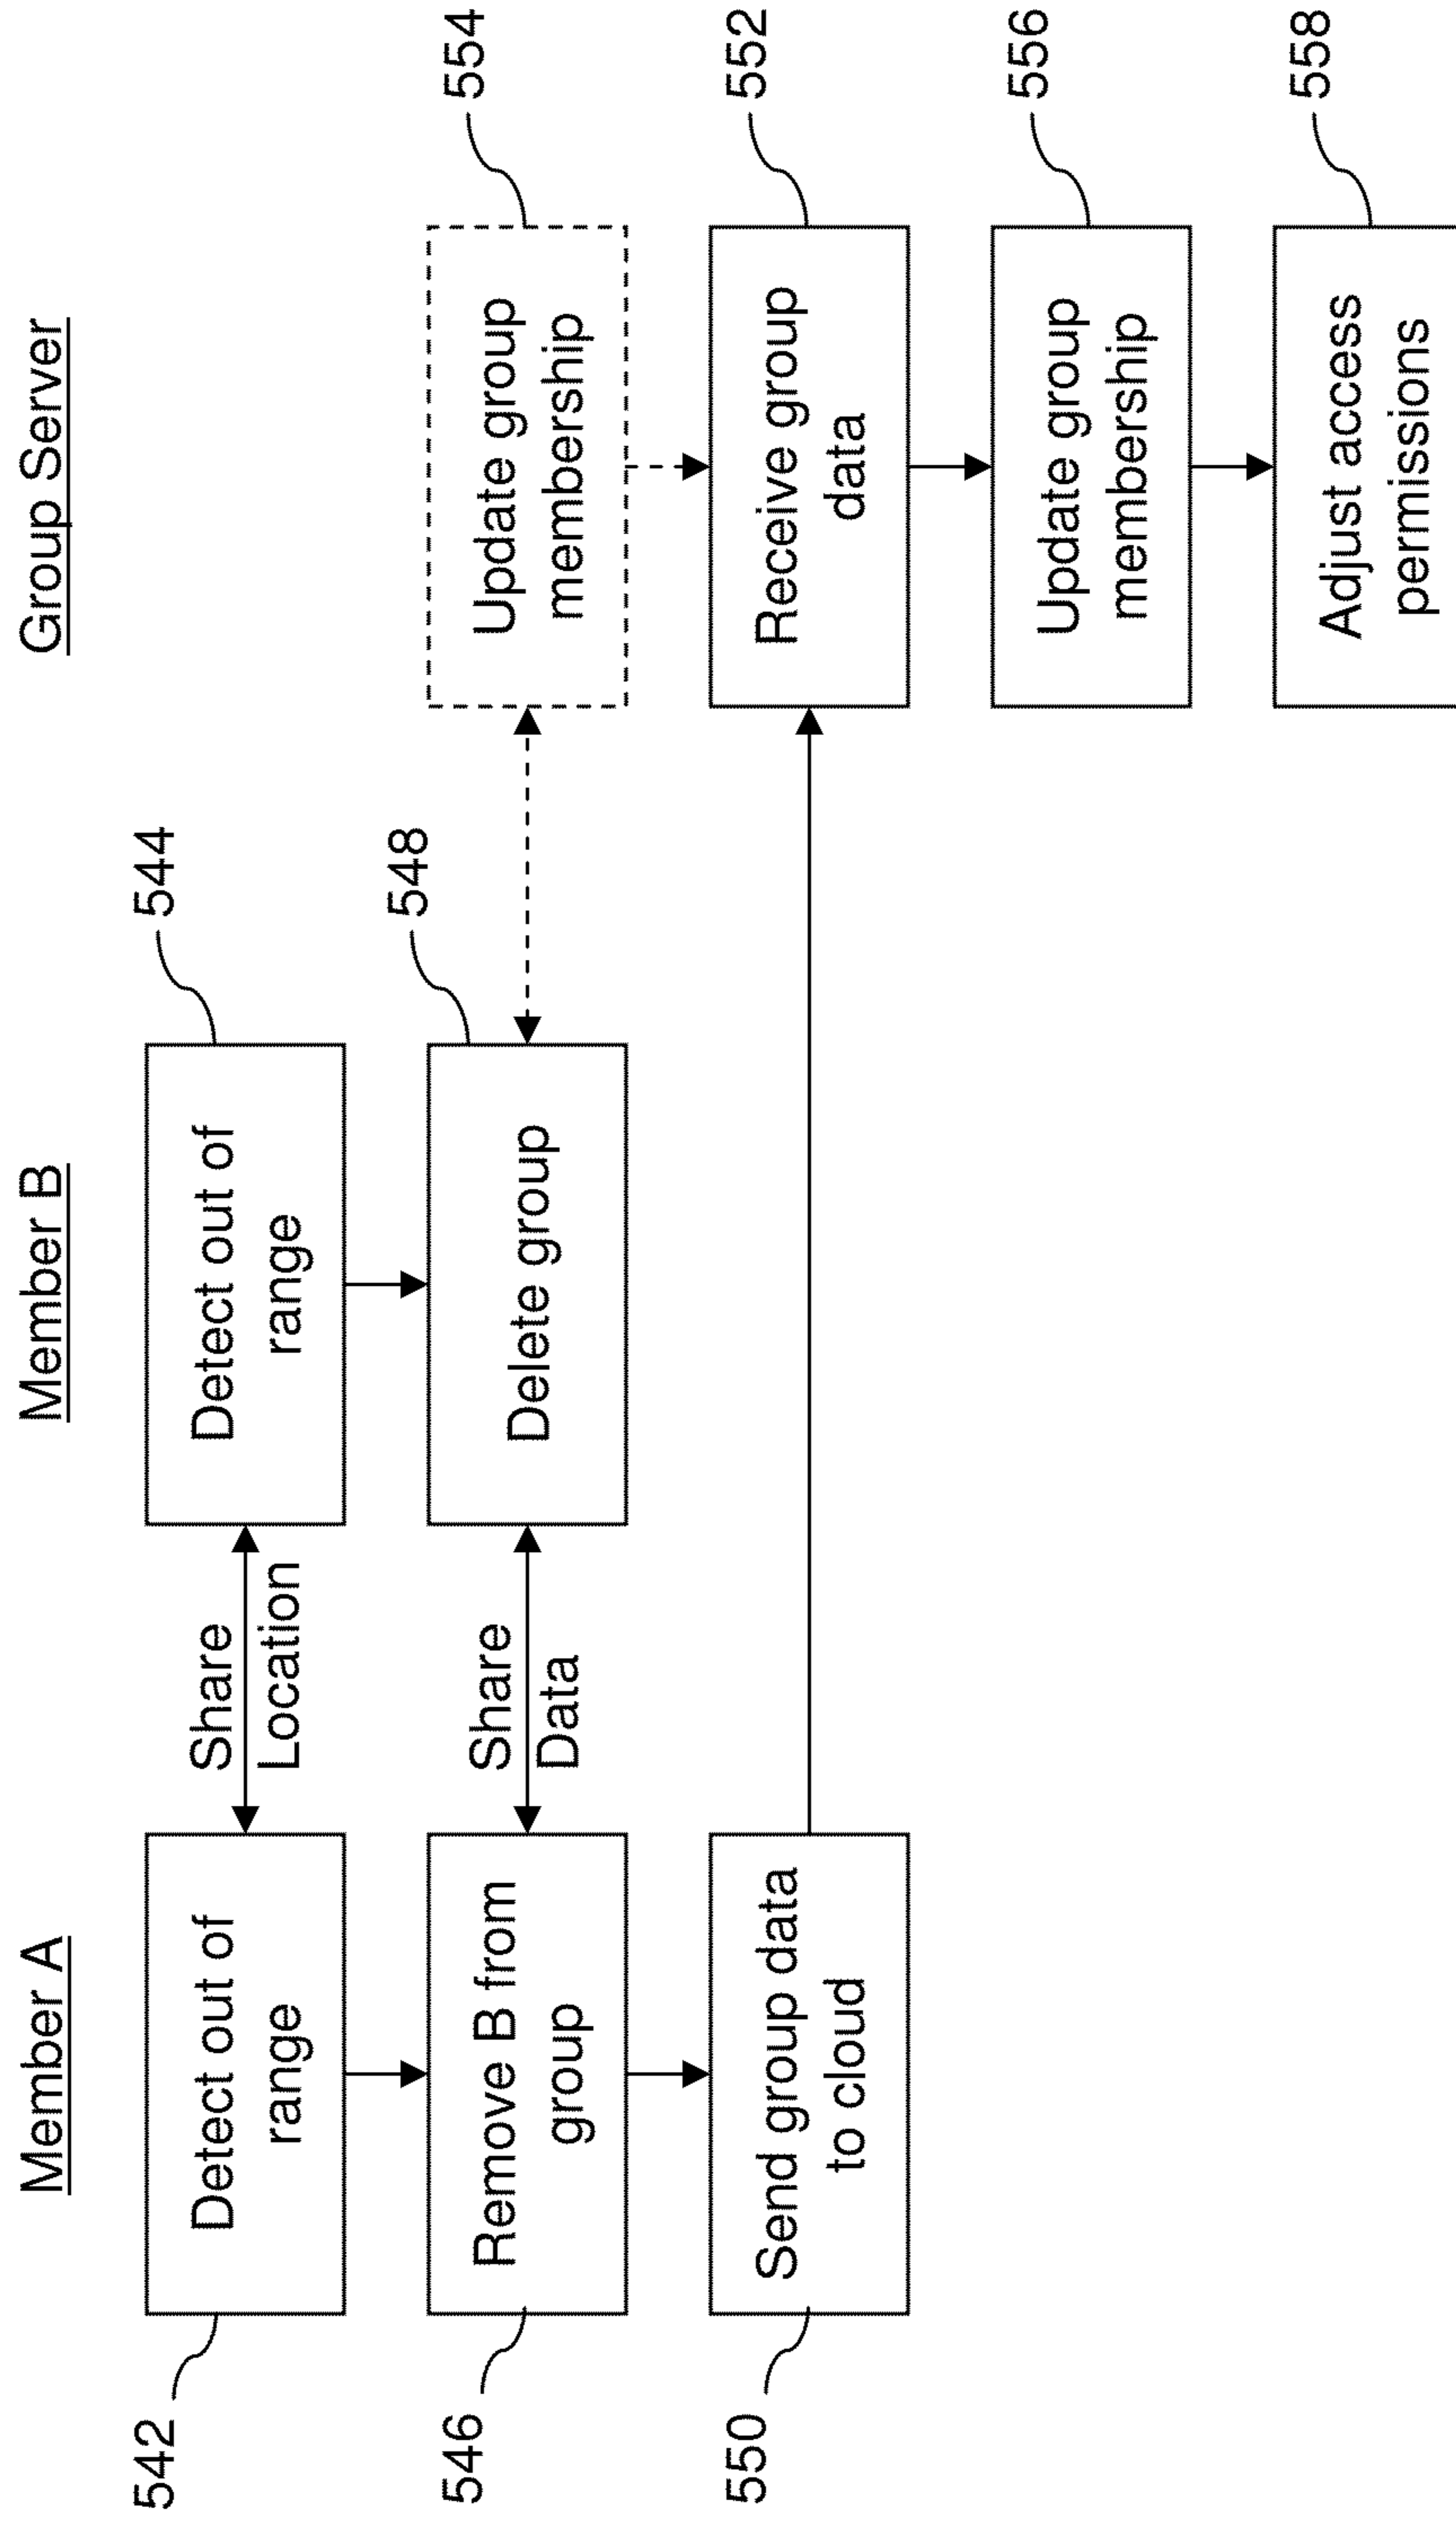 Member A
Member B
Group Server
542
Detect out of
range
Share
Location
Detect out of
range
544
546
Remove B from
group
Share
Data
Delete group
548
Update group
membership
554
550
Send group data
to cloud
Receive group
data
552
Update group
membership
556
Adjust access
permissions
558